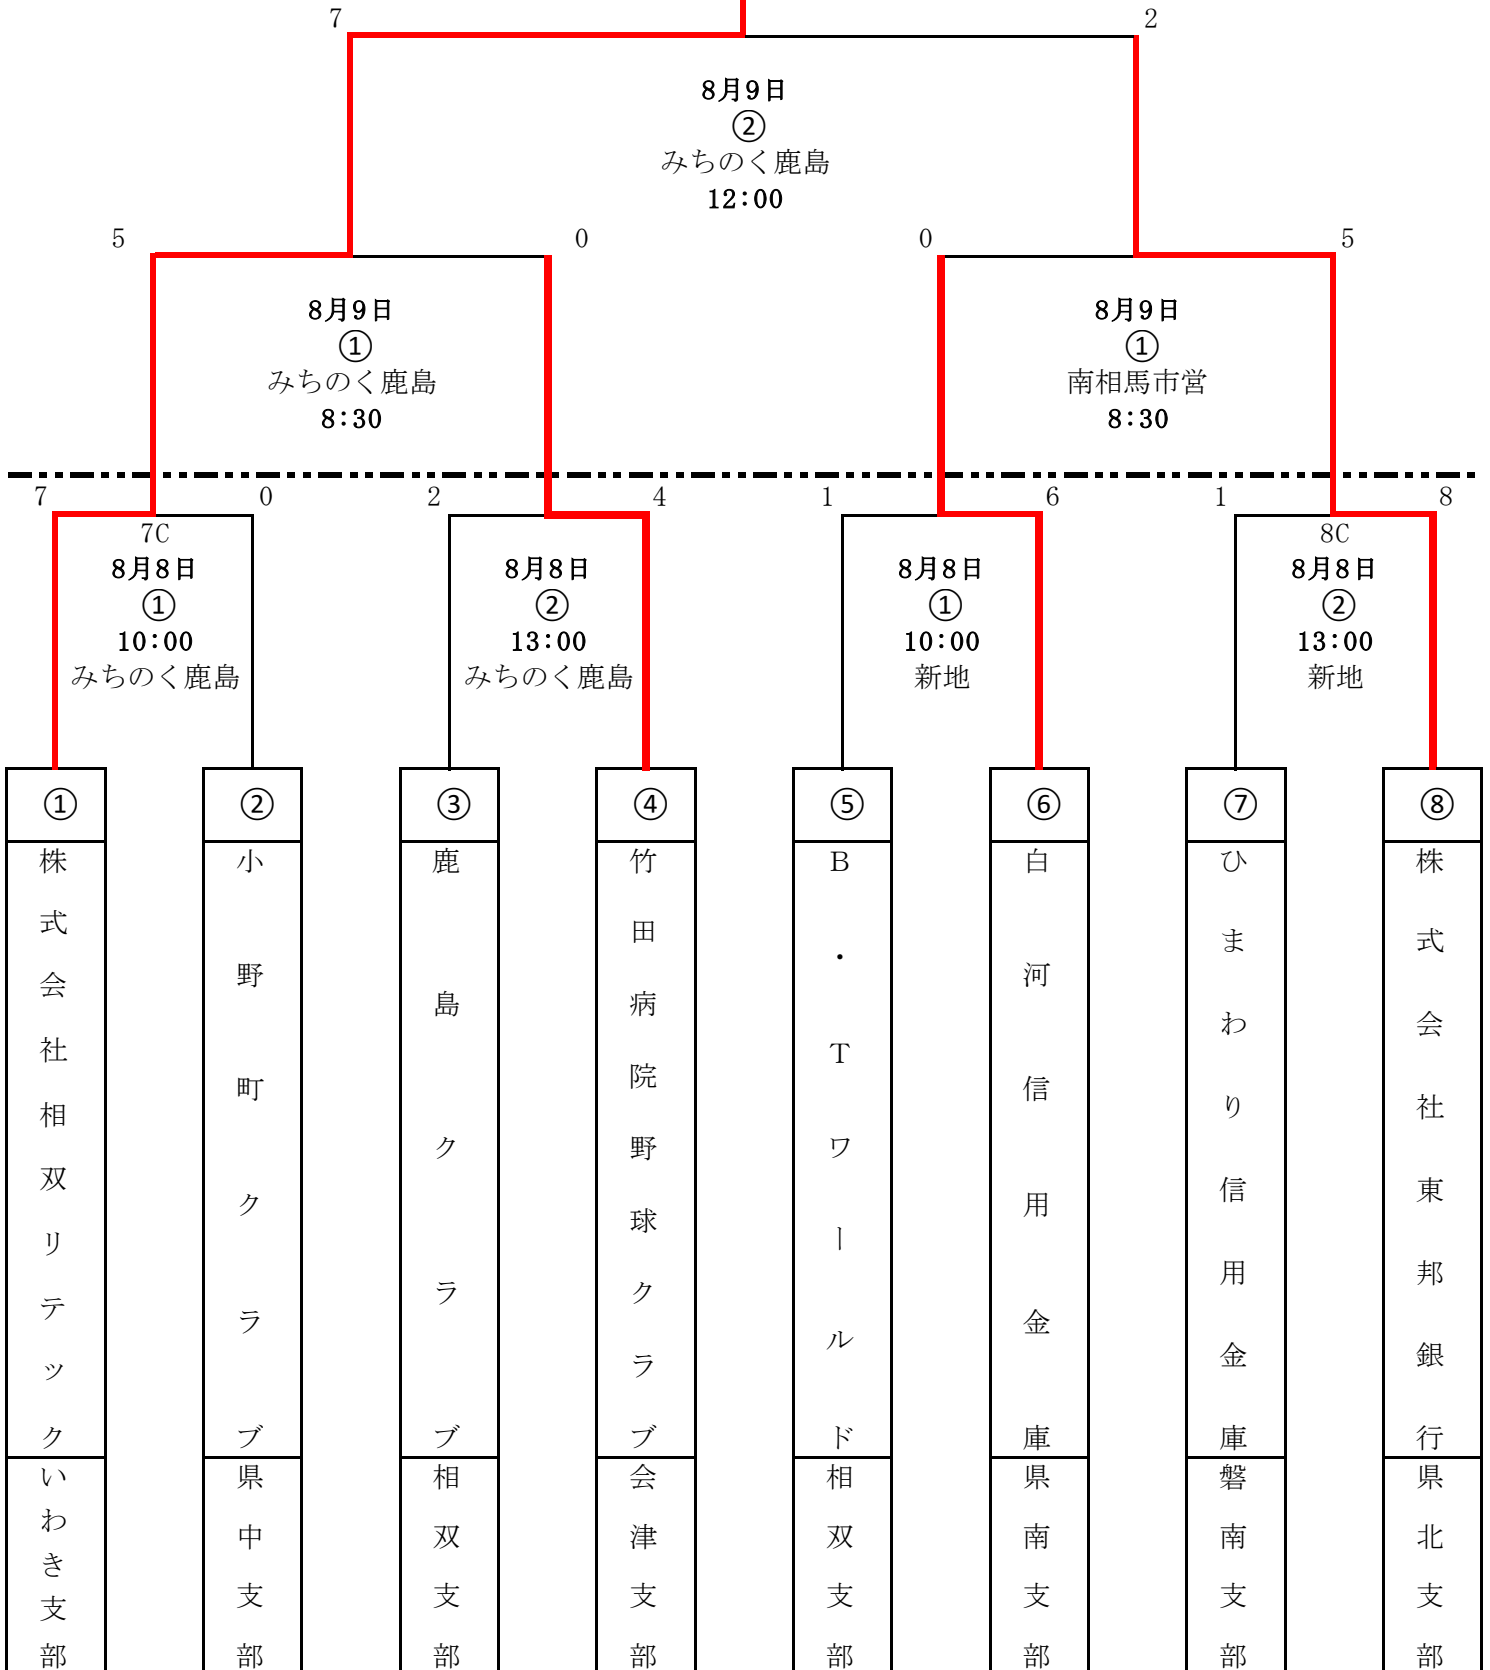 7
2
8月9日
②
みちのく鹿島
12:00
5
0
0
5
8月9日
①
みちのく鹿島
8:30
8月9日
①
南相馬市営
8:30
7
0
2
4
1
6
1
8
7C
8C
8月8日
①
10:00
みちのく鹿島
8月8日
②
13:00
みちのく鹿島
8月8日
①
10:00
新地
8月8日
②
13:00
新地
①
株式会社相双リテック
いわき支部
②
小野町クラブ
県中支部
③
鹿島クラブ
相双支部
④
竹田病院野球クラブ
会津支部
⑤
B・Tワールド
相双支部
⑥
白河信用金庫
県南支部
⑦
ひまわり信用金庫
磐南支部
⑧
株式会社東邦銀行
県北支部